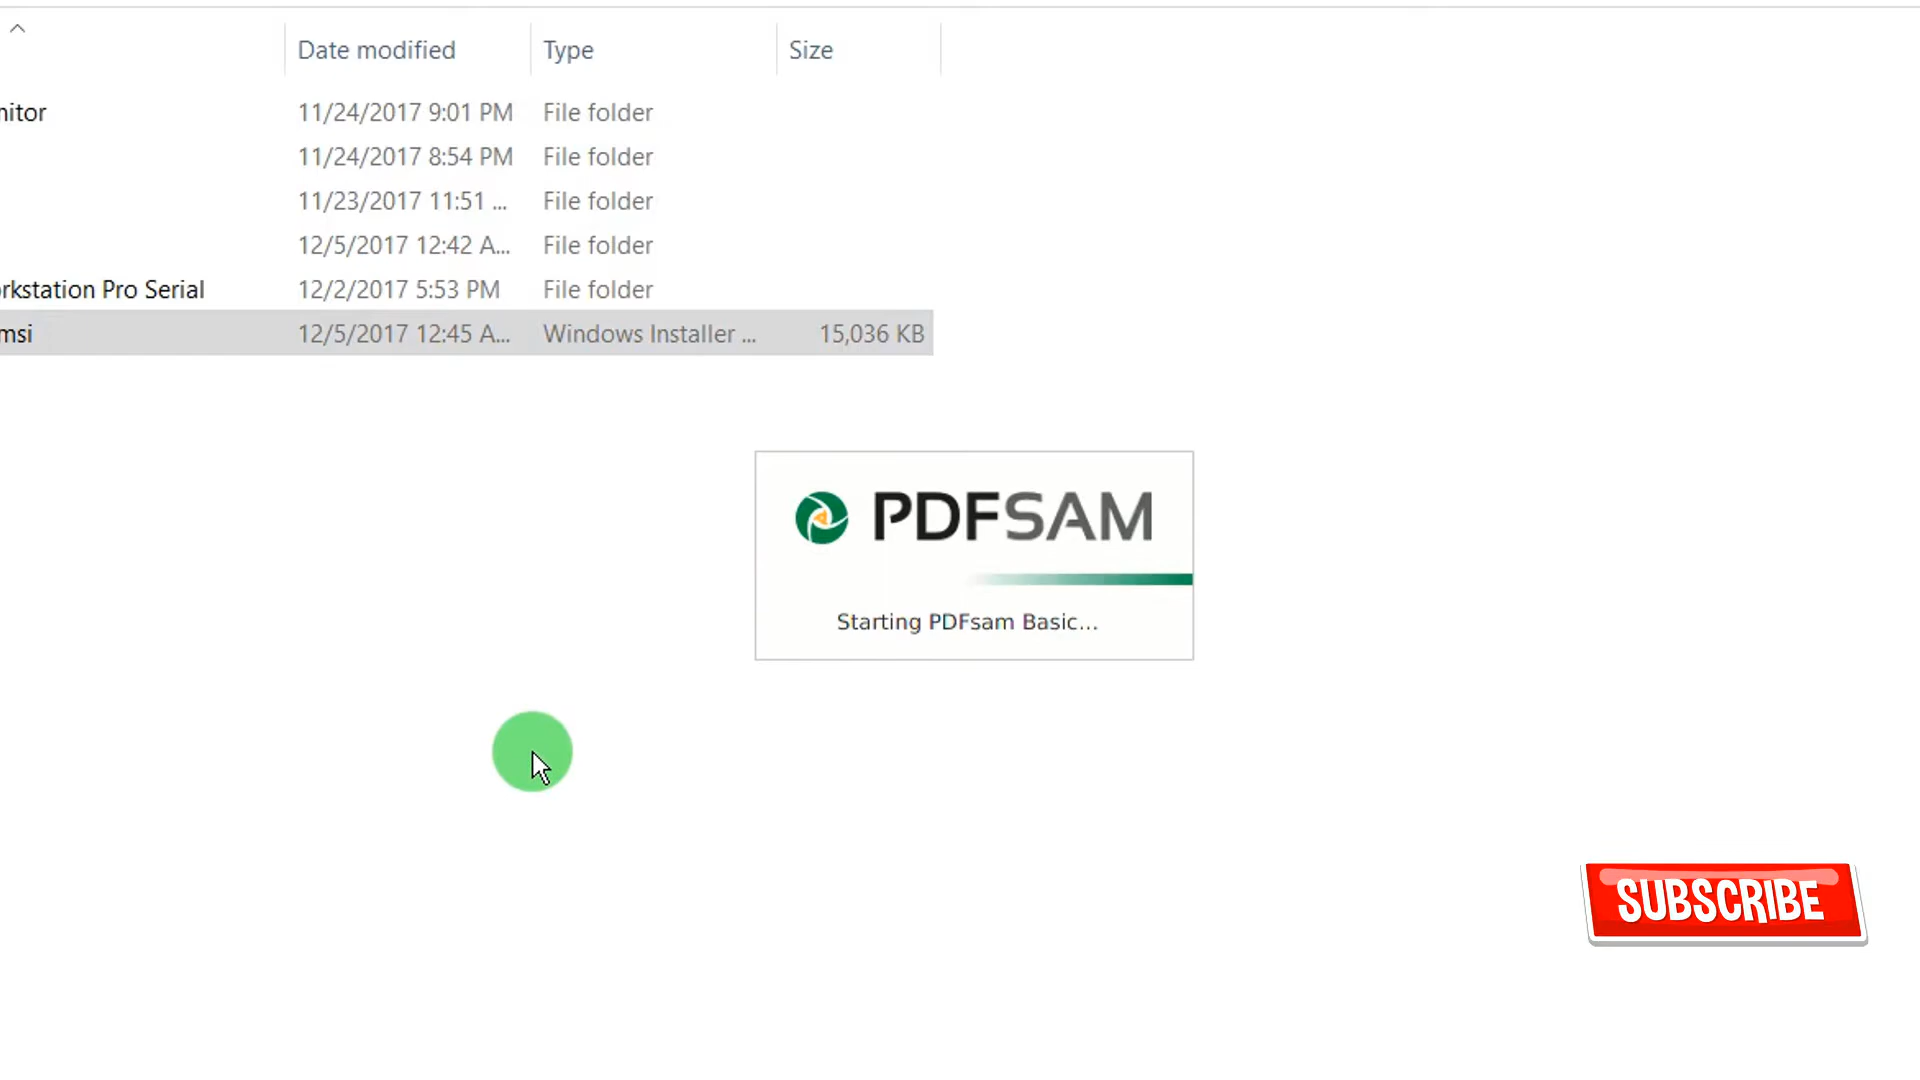 Date modified Type Size
nitor 11/24/2017 9:01 PM File folder
11/24/2017 8:54 PM File folder
11/23/2017 11:51 ... File folder
12/5/2017 12:42 A... File folder
rkstation Pro Serial 12/2/2017 5:53 PM File folder
msi 12/5/2017 12:45 A... Windows Installer ... 15,036 KB
PDFSAM
Starting PDFsam Basic...
SUBSCRIBE